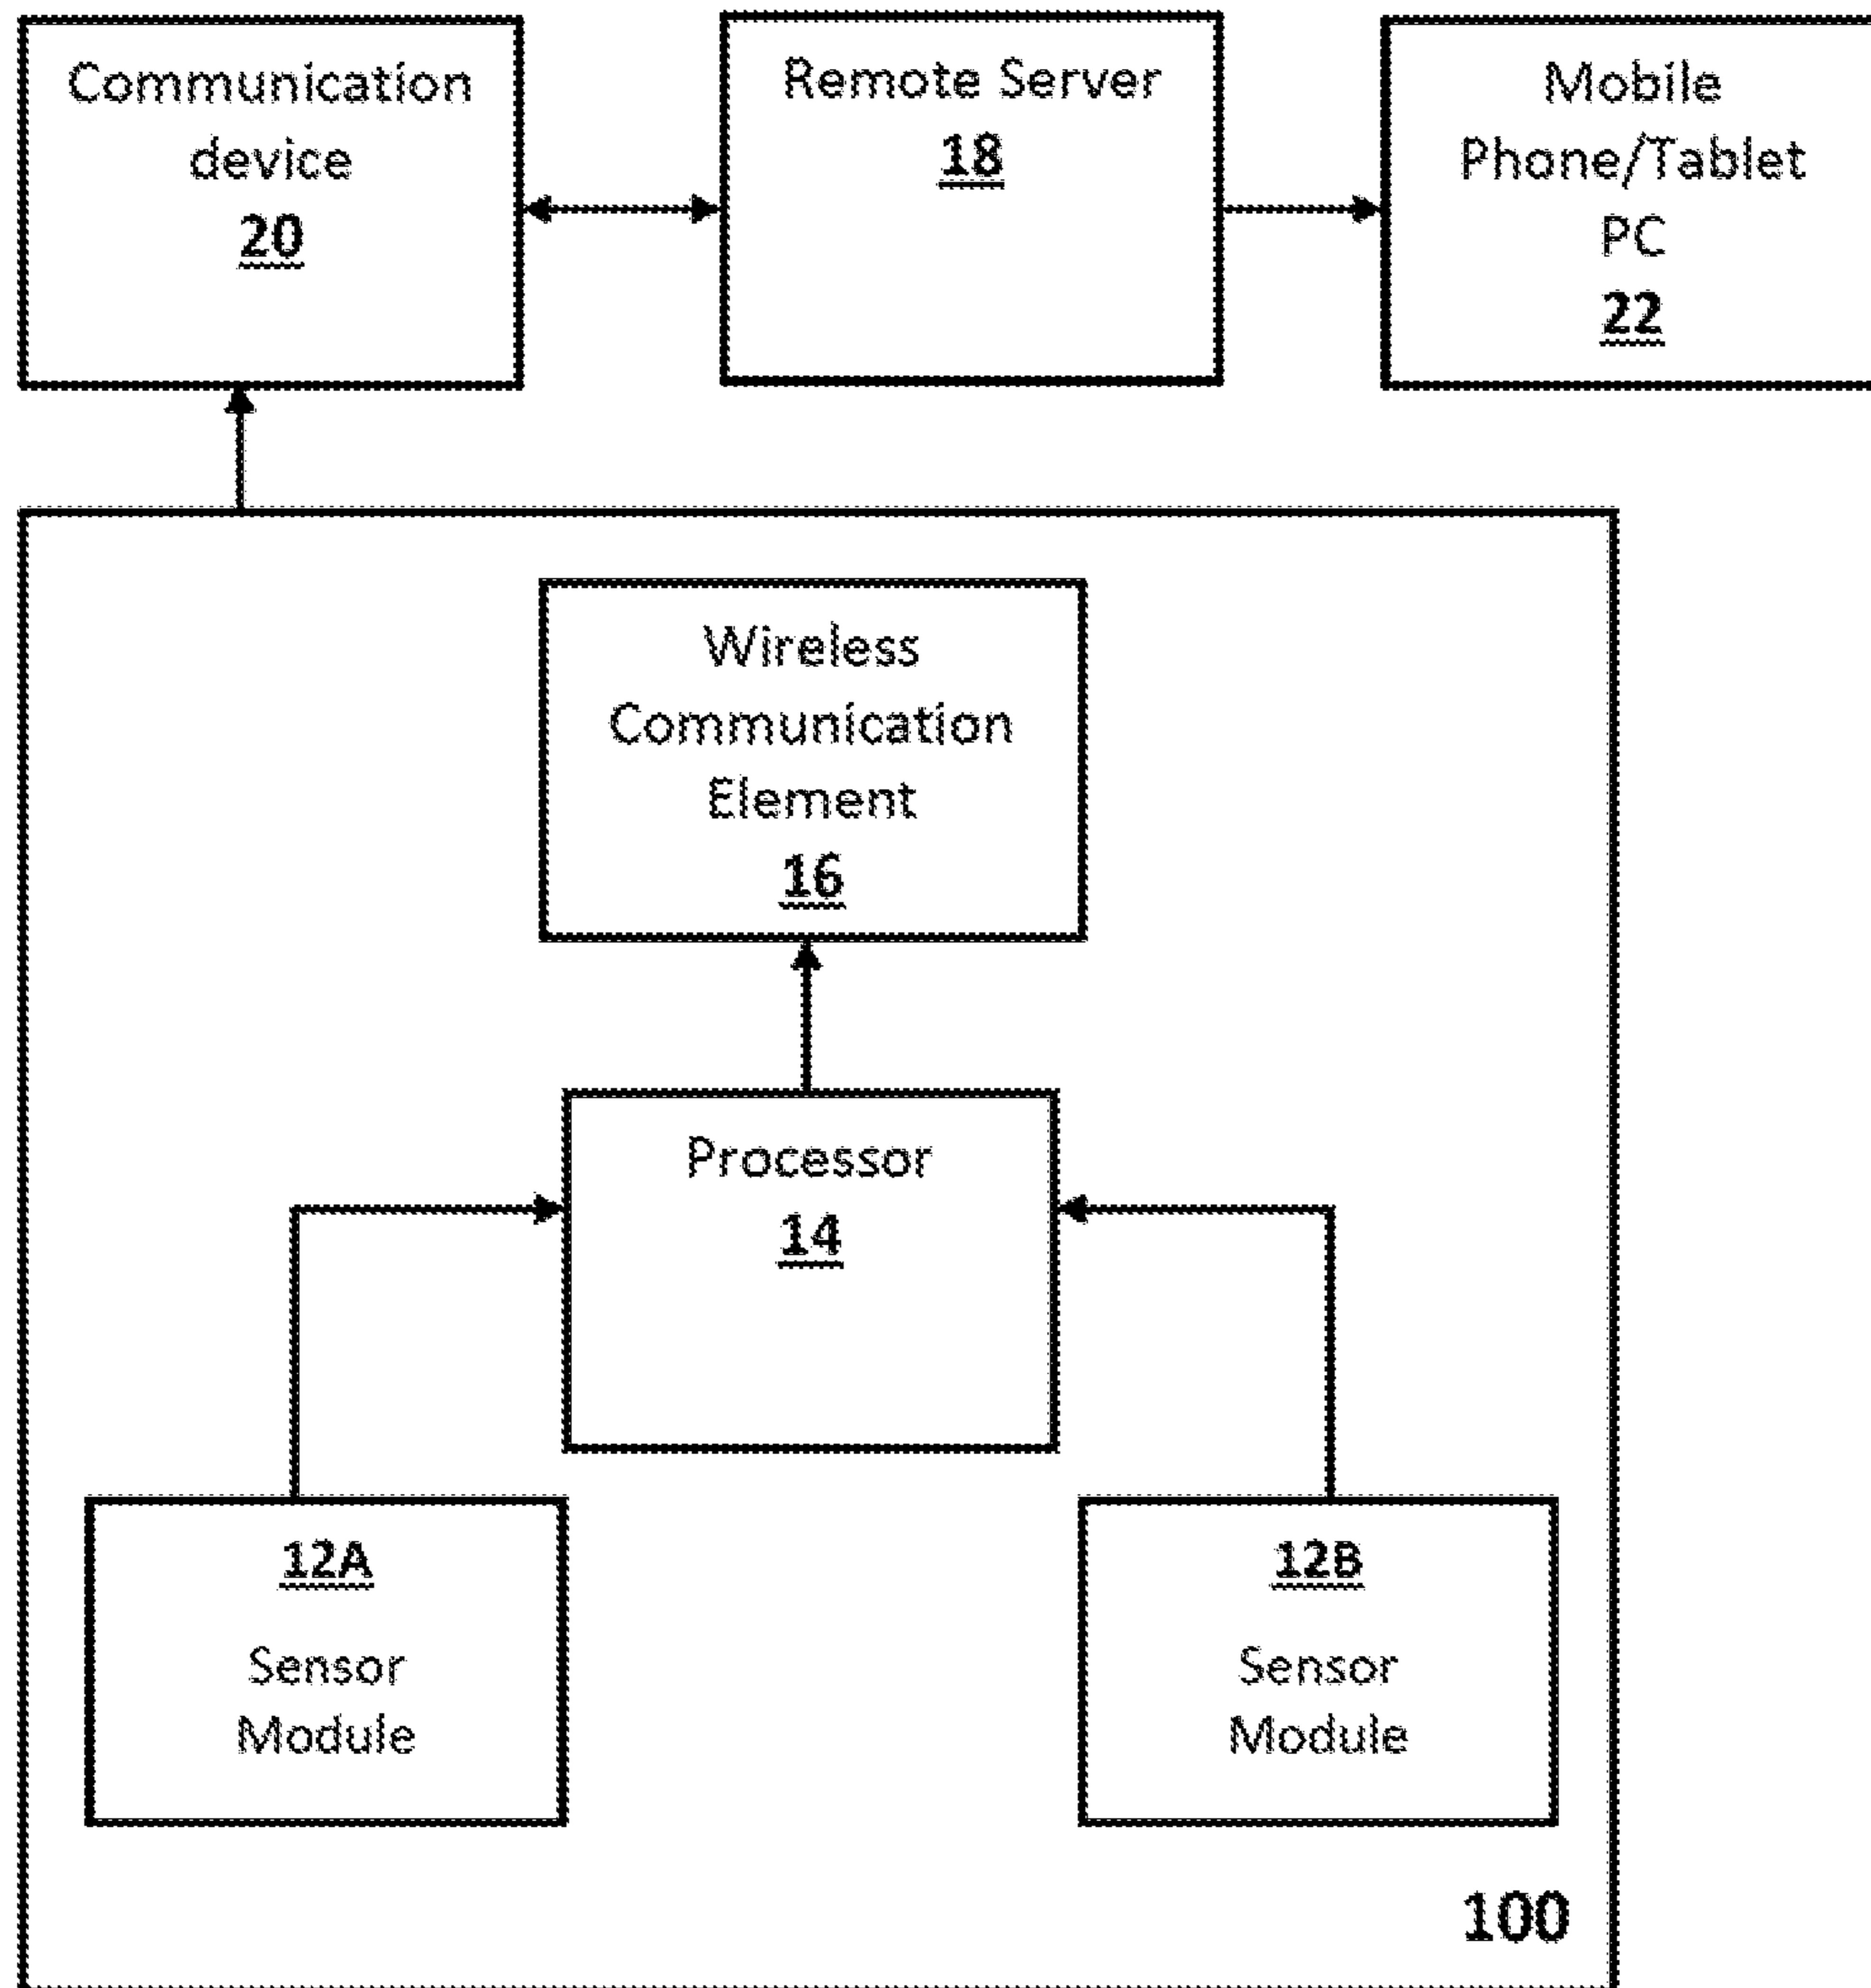 Communication
device
20
Remote Server
18
Mobile
Phone/Tablet
PC
22
Wireless
Communication
Element
16
Processor
14
12A
Sensor
Module
12B
Sensor
Module
100